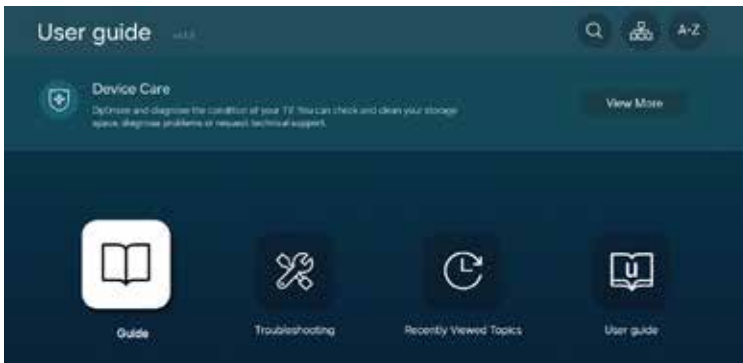 User guide
A-Z
Device Care
Optimize and diagnose the condition of your TV. You can check and clean your storage
space, diagnose problems or request technical support.
View More
u
Guide
Troubleshooting
Recently Viewed Topics
User guide